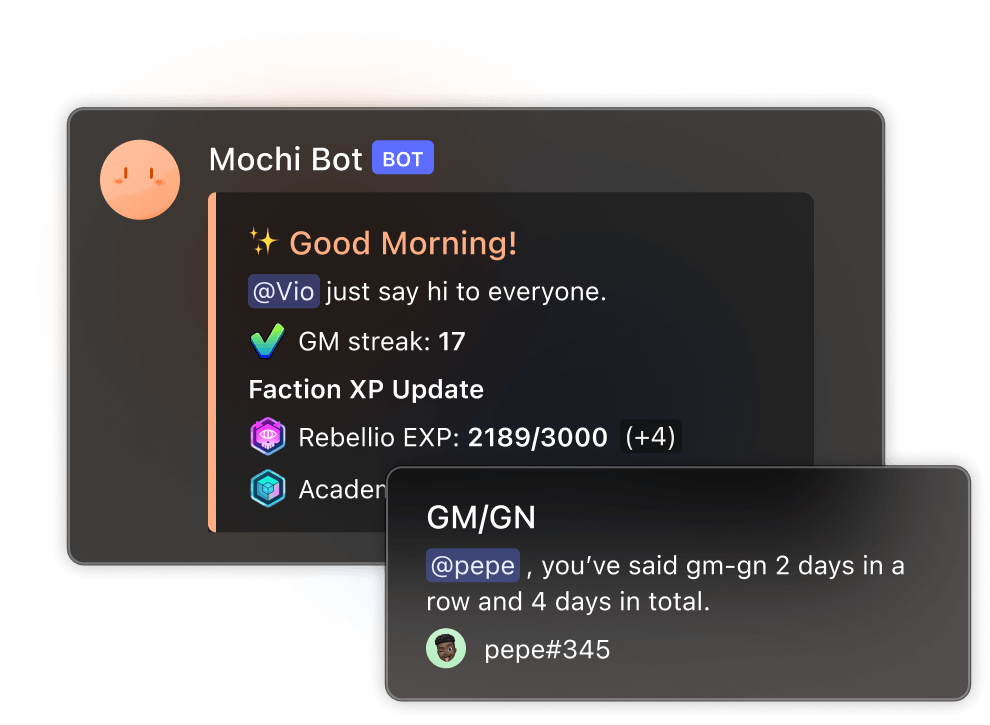 Mochi Bot BOT
✨ Good Morning!
@Vio just say hi to everyone.
GM streak: 17
Faction XP Update
Rebellio EXP: 2189/3000 (+4)
GM/GN
@pepe , you’ve said gm-gn 2 days in a
row and 4 days in total.
pepe#345